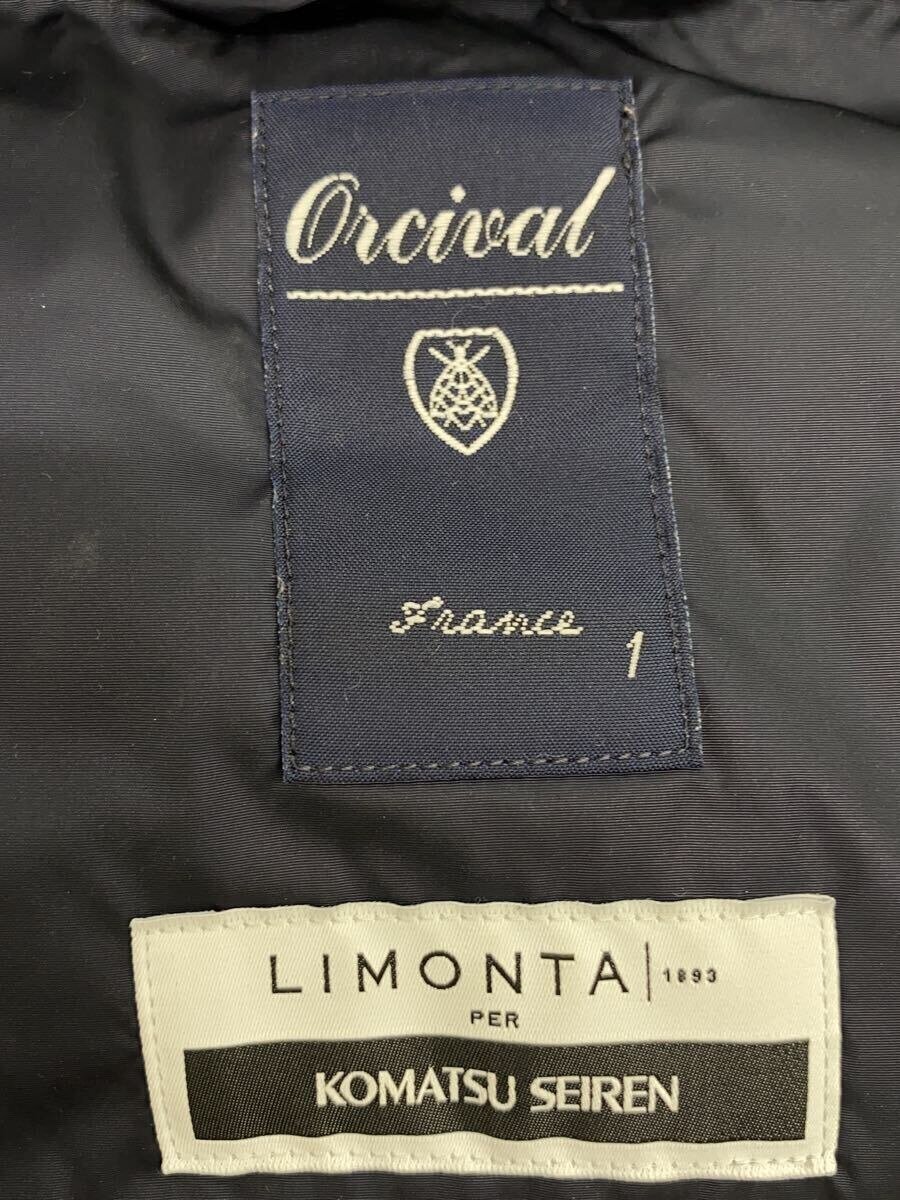 Orcival
France
1
LIMONTA 1893
PER
KOMATSU SEIREN